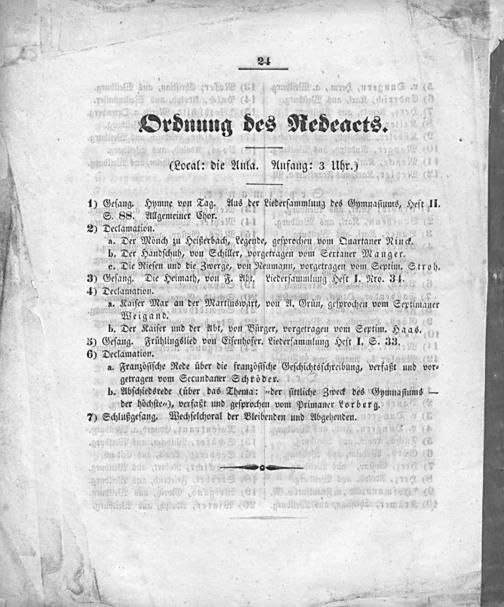 24
Ordnung des Redeacts.
(Local: die Aula. Anfang: 3 Uhr.)
1) Gesang. Hymne von Tag. Aus der Liedersammlung des Gymnasiums, Heft II.
S. 88. Allgemeiner Chor.
2) Declamation.
a. Der Mönch zu Heisterbach, Legende, gesprochen vom Quartaner Ninck.
b. Der Handschuh, von Schiller, vorgetragen vom Sextaner Manger.
c. Die Riesen und die Zwerge, von Neumann, vorgetragen vom Septim. Stroh.
3) Gesang. Die Heimath, von F. Abt, Liedersammlung Heft I. Nro. 34.
4) Declamation.
a. Kaiser Max an der Martinswart, von A. Grün, gesprochen vom Septimaner
Weigand.
b. Der Kaiser und der Abt, von Bürger, vorgetragen vom Septim. Haas.
5) Gesang. Frühlingslied von Eisenhofer. Liedersammlung Heft I. S. 33.
6) Declamation.
a. Französische Rede über die französische Geschichtschreibung, verfaßt und vor-
getragen vom Secundaner Schröder.
b. Abschiedsrede (über das Thema: »der sittliche Zweck des Gymnasiums —
der höchste«), verfaßt und gesprochen vom Primaner Lorberg.
7) Schlußgesang. Wechselchoral der Bleibenden und Abgehenden.